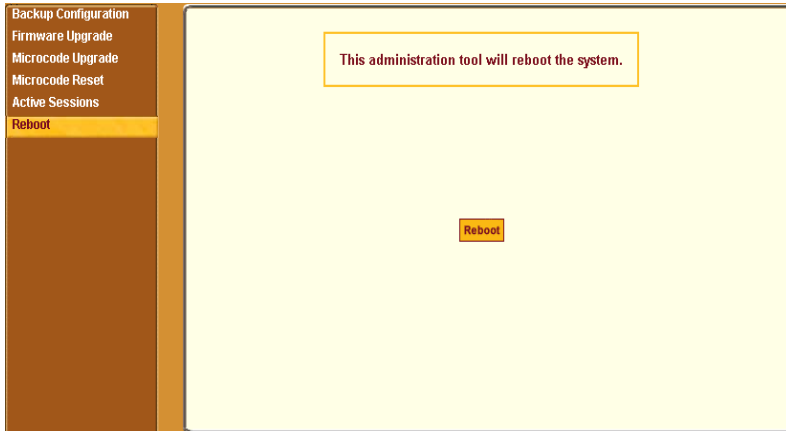 Backup Configuration
Firmware Upgrade
Microcode Upgrade
Microcode Reset
Active Sessions
Reboot
This administration tool will reboot the system.
Reboot